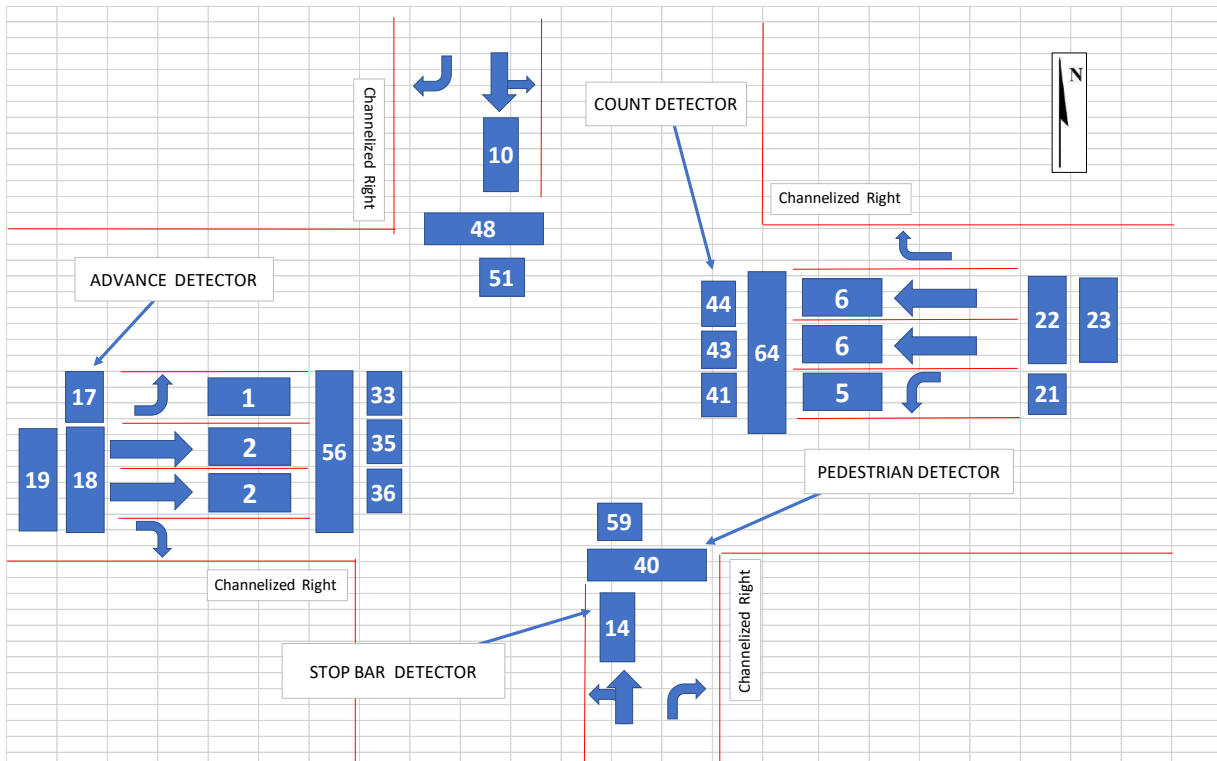 N
COUNT DETECTOR
Channelized Right
10
Channelized Right
48
ADVANCE DETECTOR
51
44
6
22
23
43
6
64
41
5
21
17
1
33
19
18
2
56
35
2
36
PEDESTRIAN DETECTOR
59
40
Channelized Right
14
Channelized Right
STOP BAR DETECTOR